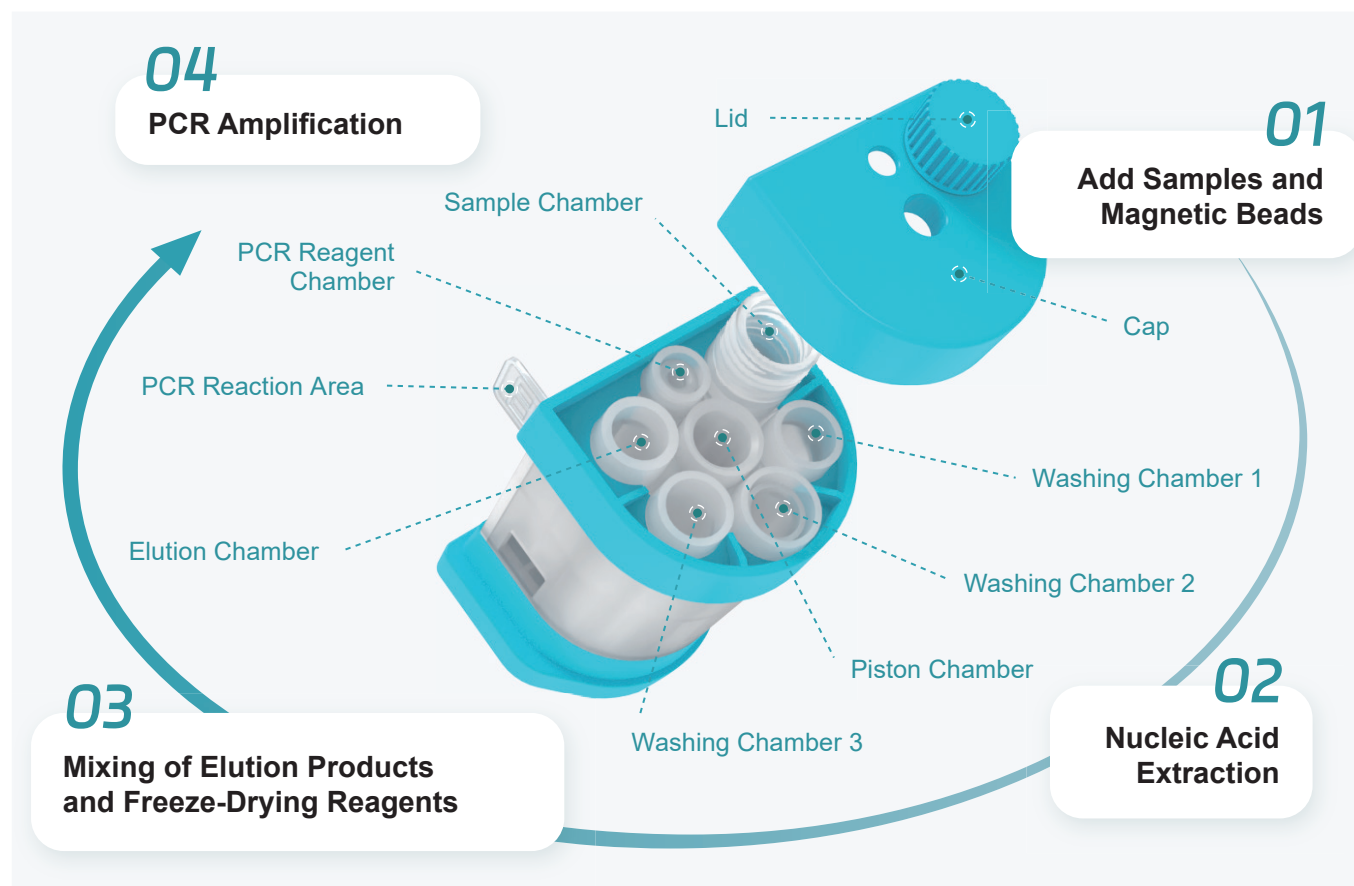 04
PCR Amplification
01
Add Samples and
Magnetic Beads
Lid
Sample Chamber
PCR Reagent
Chamber
Cap
PCR Reaction Area
Washing Chamber 1
Elution Chamber
Washing Chamber 2
Piston Chamber
Washing Chamber 3
02
Nucleic Acid
Extraction
03
Mixing of Elution Products
and Freeze-Drying Reagents